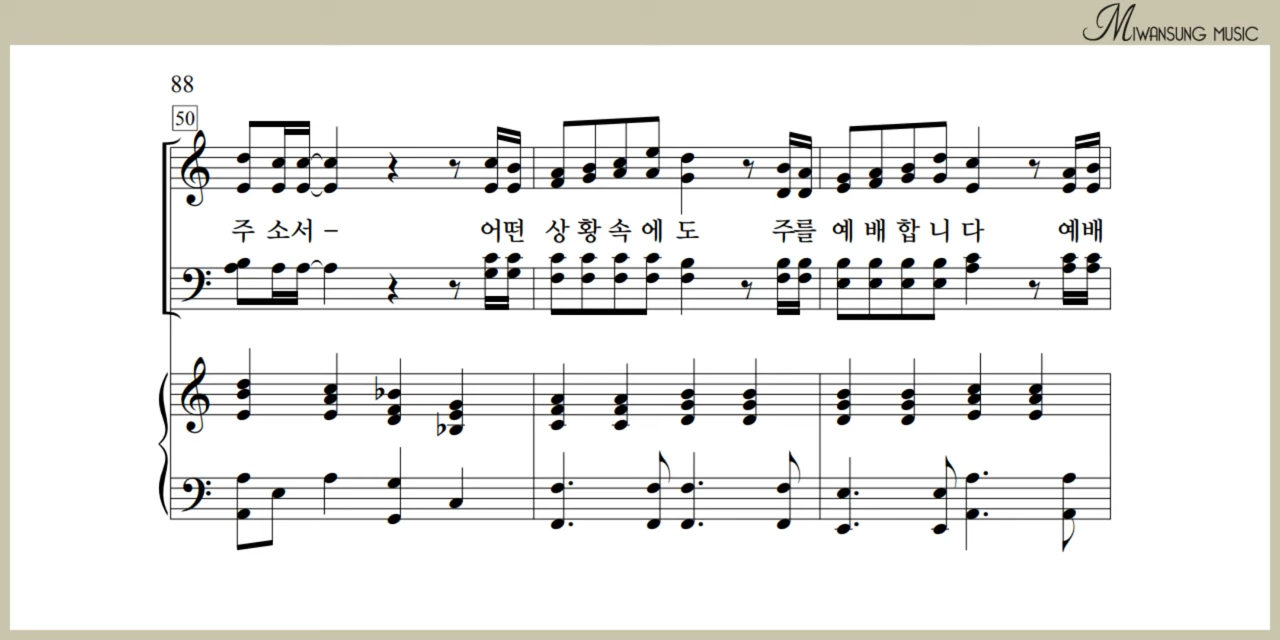 MIWANSUNG MUSIC
88
50
주 소서 – 어떤 상 황 속 에 도 주를 예 배 합 니 다 예배